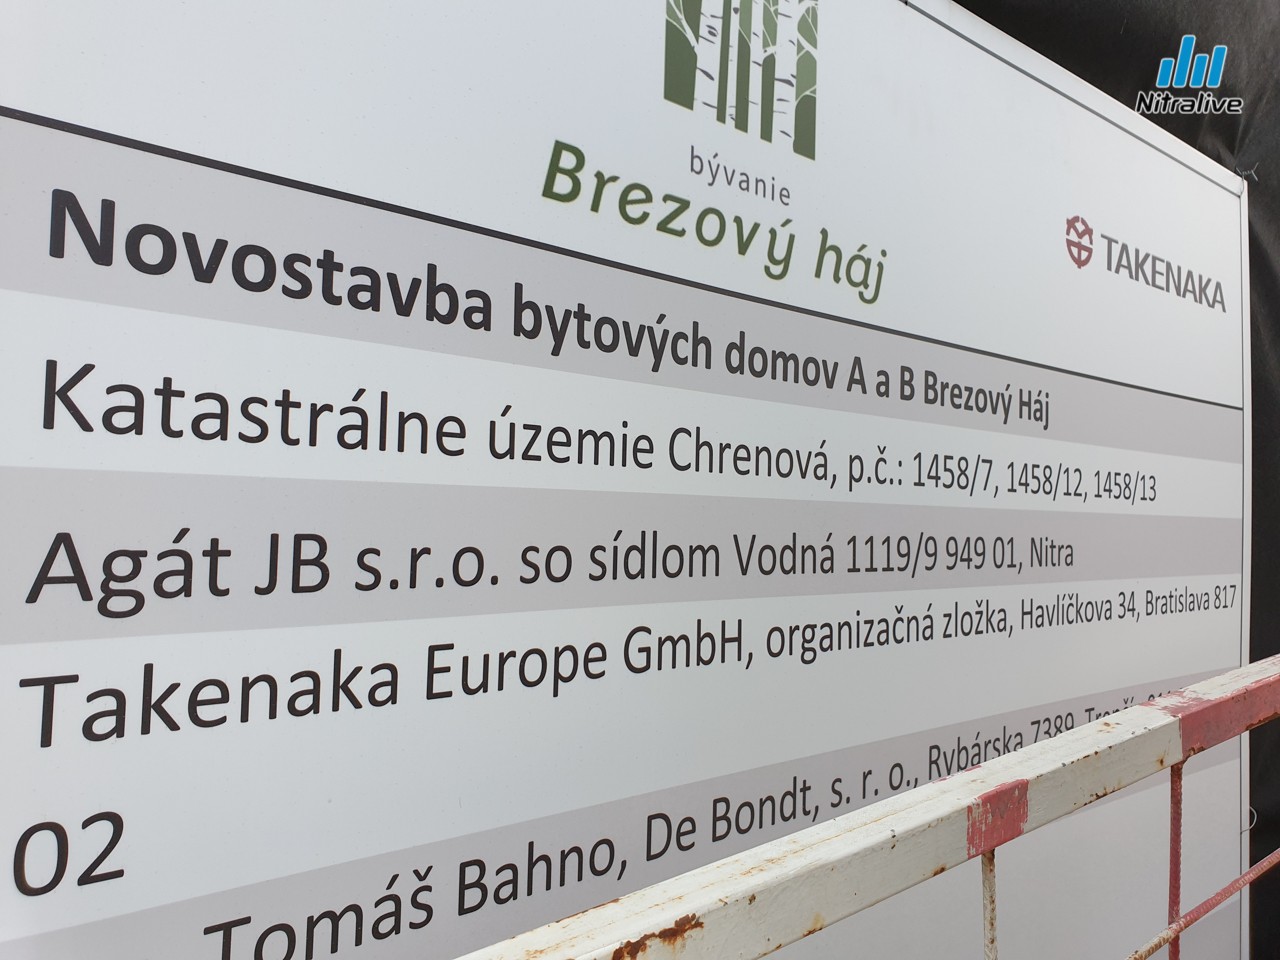 Nitralive
bývanie
Brezový háj
TAKENAKA
Novostavba bytových domov A a B Brezový Háj
Katastrálne územie Chrenová, p.č.: 1458/7, 1458/12, 1458/13
Agát JB s.r.o. so sídlom Vodná 1119/9 949 01, Nitra
Takenaka Europe GmbH, organizačná zložka, Havlíčkova 34, Bratislava 817
02
Tomáš Bahno, De Bondt, s. r. o., Rybárska 7389,